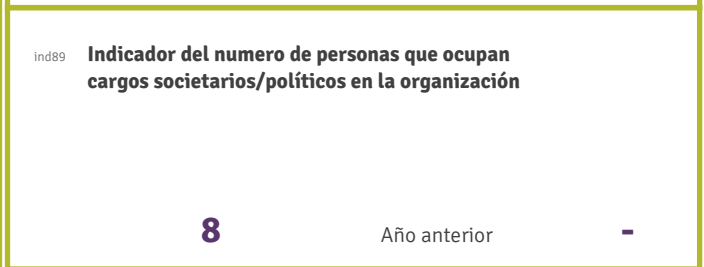 ind89 Indicador del numero de personas que ocupan
cargos societarios/políticos en la organización
8 Año anterior -